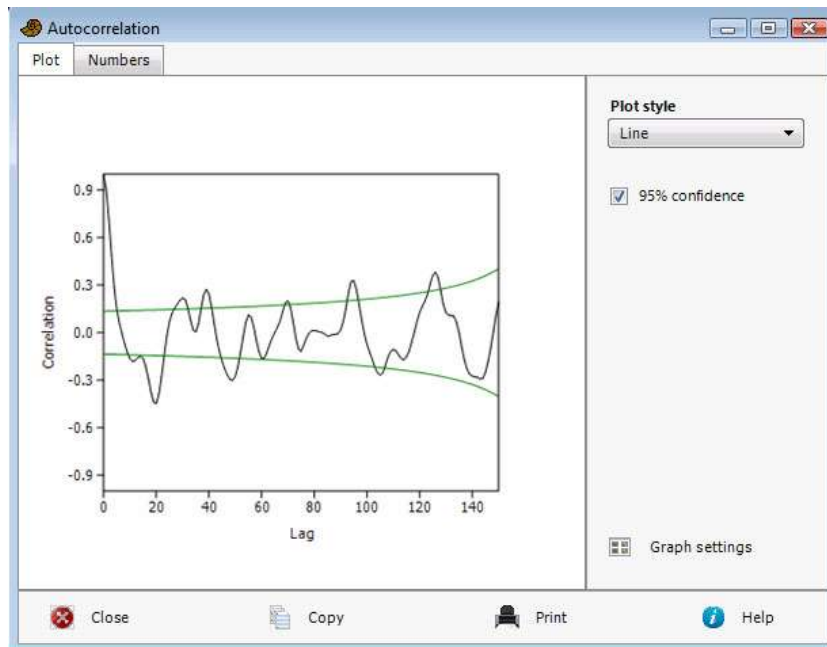 Autocorrelation
Plot Numbers
Plot style
Line
95% confidence
0.9
0.6
0.3
0.0
-0.3
-0.6
-0.9
Correlation
0 20 40 60 80 100 120 140
Lag
Graph settings
Close Copy Print Help